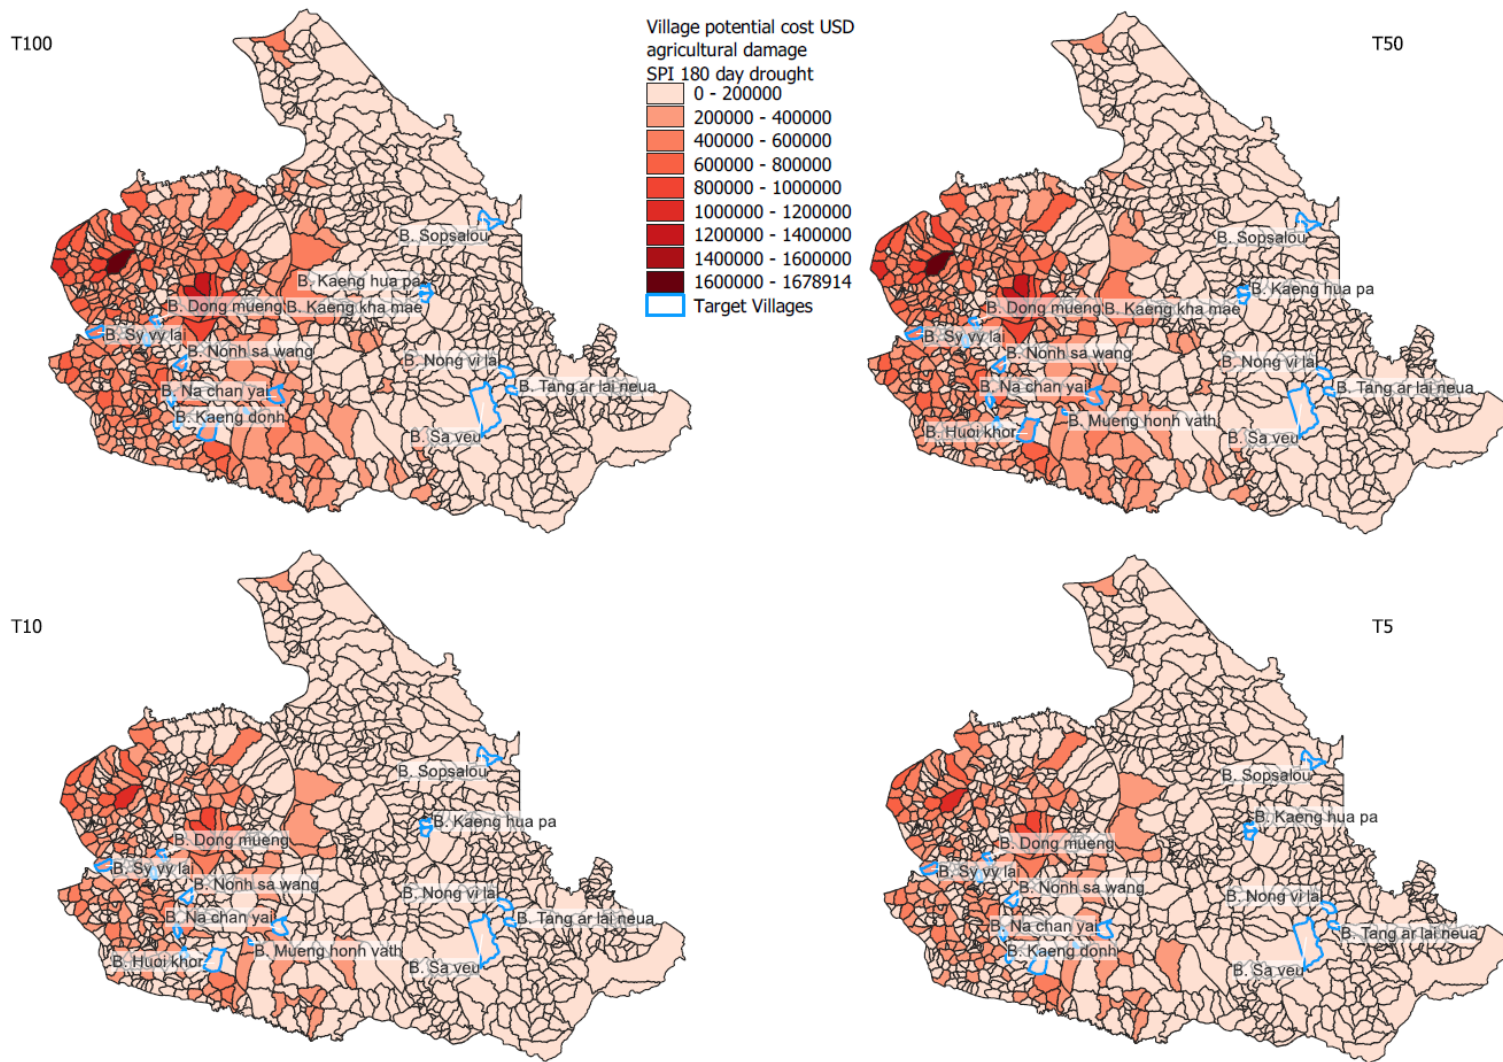 T100
Village potential cost USD
agricultural damage
SPI 180 day drought
0 - 200000
200000 - 400000
400000 - 600000
600000 - 800000
800000 - 1000000
1000000 - 1200000
1200000 - 1400000
1400000 - 1600000
1600000 - 1678914
Target Villages
T50
B. Sopsalou
B. Kaeng hua pa
B. Dong mueng
B. Kaeng kha mae
B. Sy vy lai
B. Nonh sa wang
B. Nong vi lai
B. Na chan yai
B. Tang ar lai neua
B. Kaeng donh
B. Sa veu
B. Sopsalou
B. Kaeng hua pa
B. Dong mueng
B. Kaeng kha mae
B. Sy vy lai
B. Nonh sa wang
B. Nong vi lai
B. Na chan yai
B. Tang ar lai neua
B. Mueng honh vath
B. Huoi khor
B. Sa veu
T10
B. Sopsalou
B. Kaeng hua pa
B. Dong mueng
B. Sy vy lai
B. Nonh sa wang
B. Nong vi lai
B. Na chan yai
B. Tang ar lai neua
B. Mueng honh vath
B. Huoi khor
B. Sa veu
T5
B. Sopsalou
B. Kaeng hua pa
B. Dong mueng
B. Sy vy lai
B. Nonh sa wang
B. Nong vi lai
B. Na chan yai
B. Tang ar lai neua
B. Kaeng donh
B. Sa veu